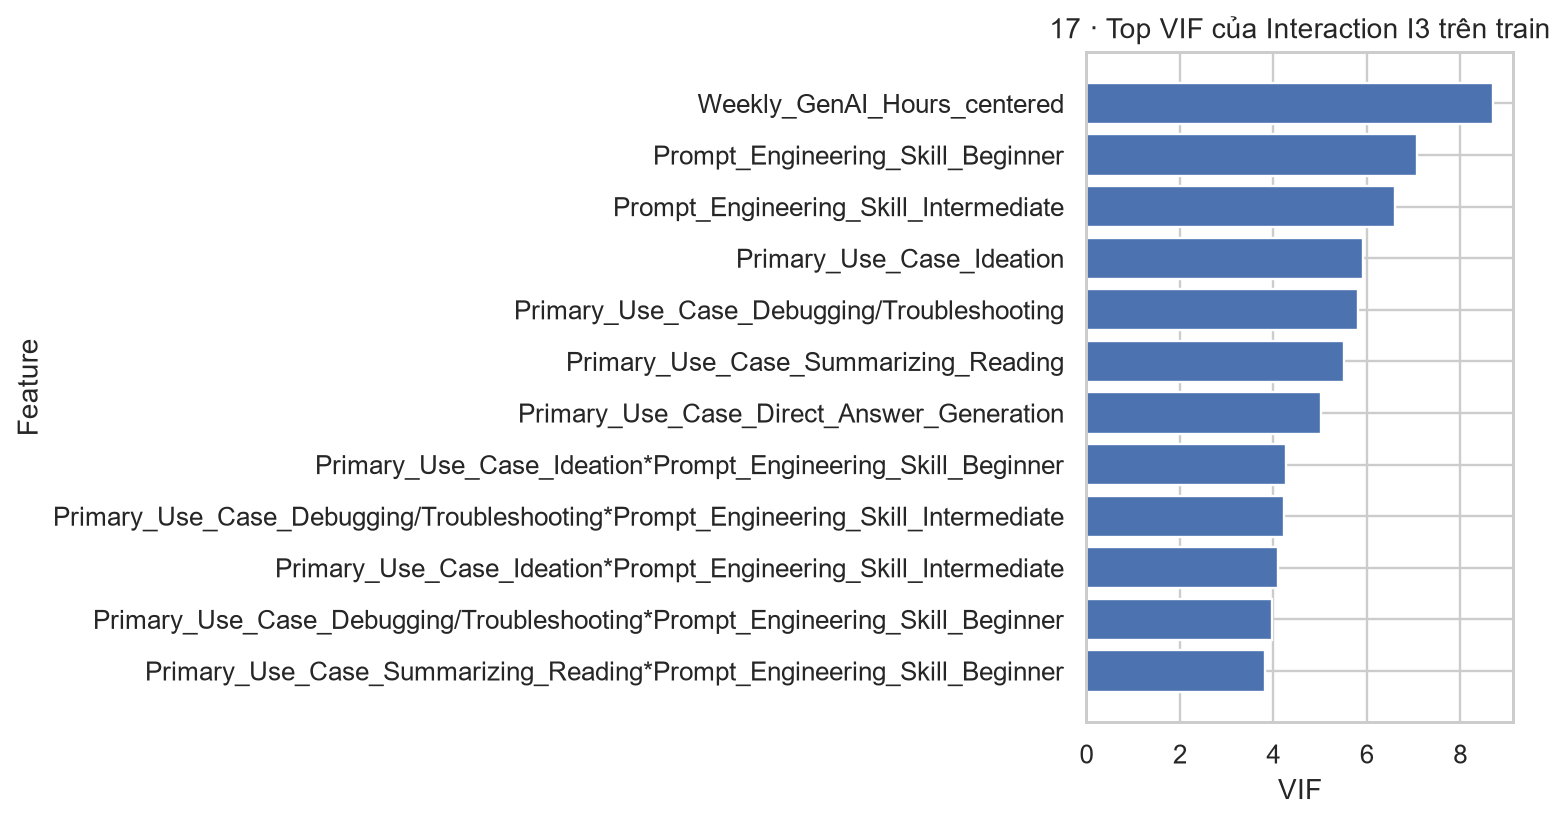 17 · Top VIF của Interaction I3 trên train
Weekly_GenAI_Hours_centered
Prompt_Engineering_Skill_Beginner
Prompt_Engineering_Skill_Intermediate
Primary_Use_Case_Ideation
Primary_Use_Case_Debugging/Troubleshooting
Primary_Use_Case_Summarizing_Reading
Primary_Use_Case_Direct_Answer_Generation
Primary_Use_Case_Ideation*Prompt_Engineering_Skill_Beginner
Primary_Use_Case_Debugging/Troubleshooting*Prompt_Engineering_Skill_Intermediate
Primary_Use_Case_Ideation*Prompt_Engineering_Skill_Intermediate
Primary_Use_Case_Debugging/Troubleshooting*Prompt_Engineering_Skill_Beginner
Primary_Use_Case_Summarizing_Reading*Prompt_Engineering_Skill_Beginner
Feature
0 2 4 6 8
VIF